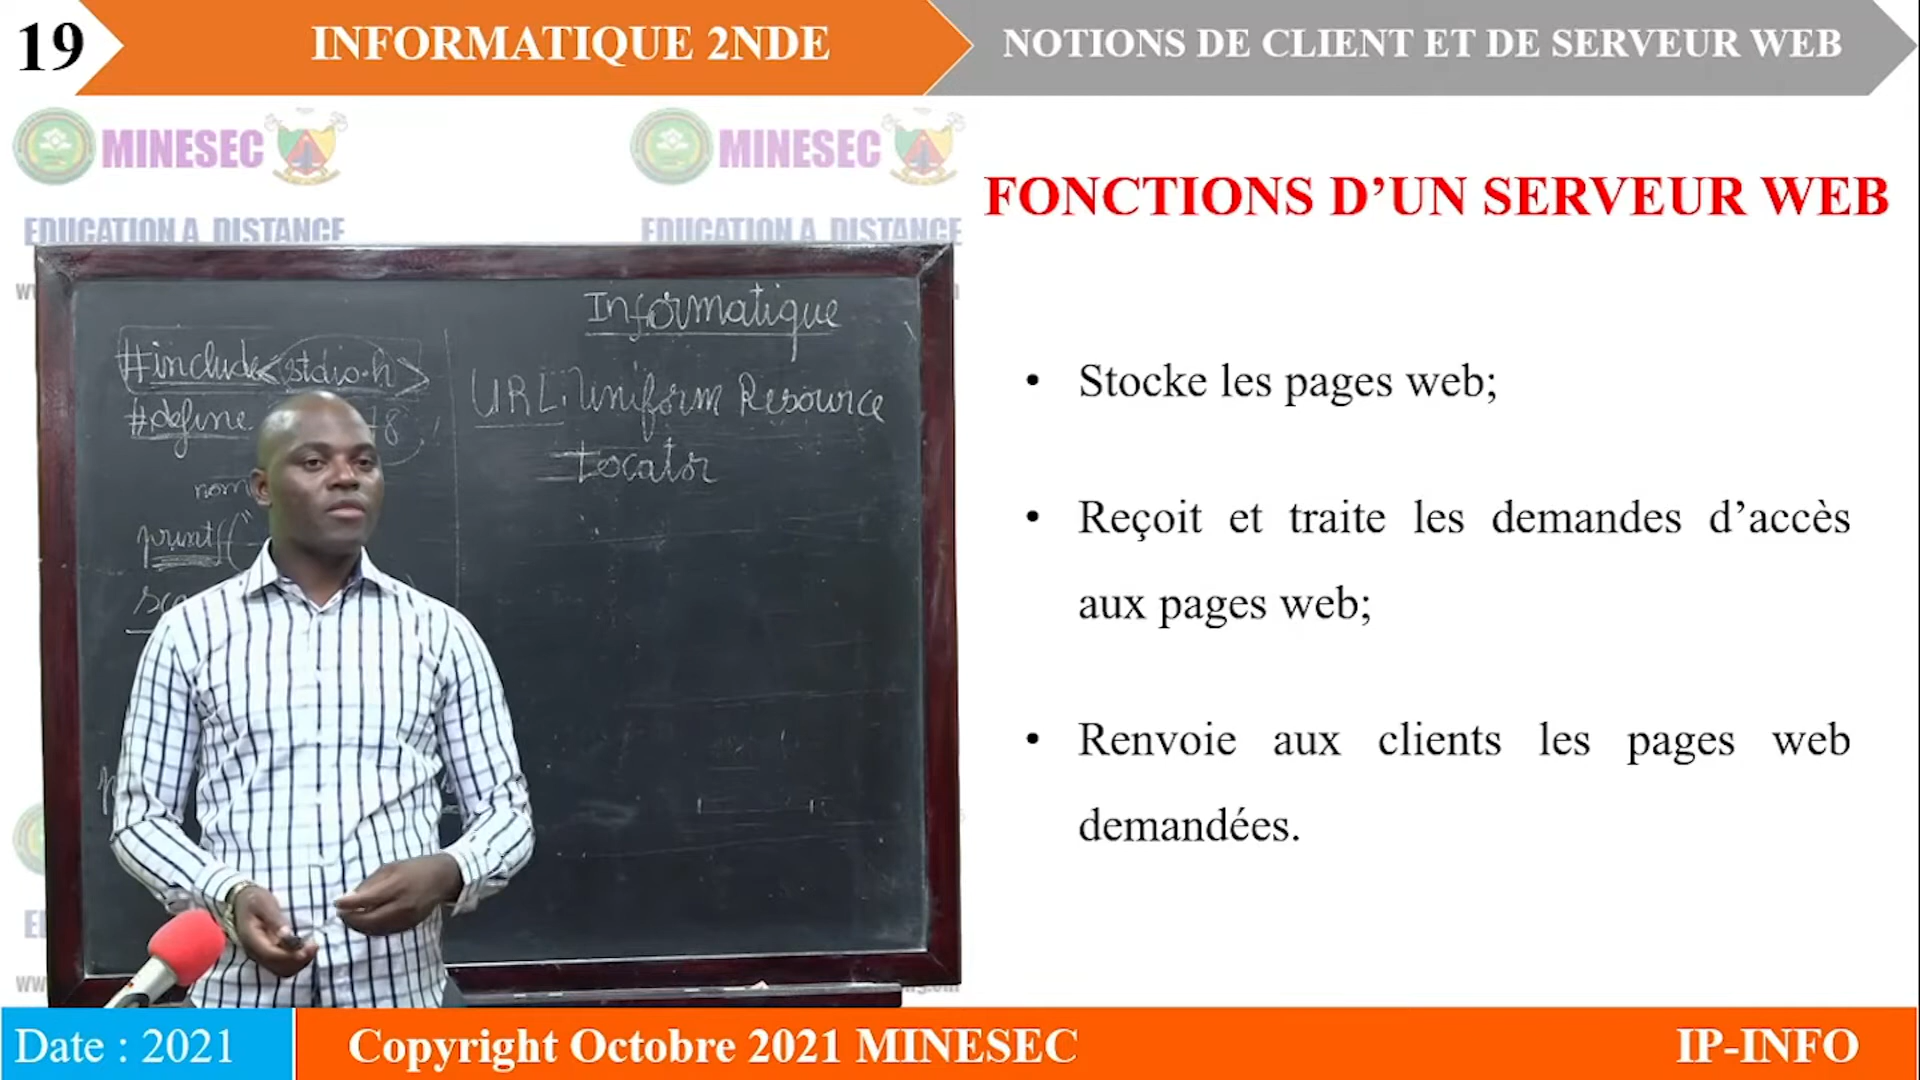 19
INFORMATIQUE 2NDE
NOTIONS DE CLIENT ET DE SERVEUR WEB
MINESEC
MINESEC
EDUCATION A DISTANCE
EDUCATION A DISTANCE
FONCTIONS D’UN SERVEUR WEB
• Stocke les pages web;
• Reçoit et traite les demandes d’accès
aux pages web;
• Renvoie aux clients les pages web
demandées.
#include<stdio.h>
#define
nom
printf("
Informatique
URL: Uniform Resource
Locator
Date : 2021
Copyright Octobre 2021 MINESEC
IP-INFO